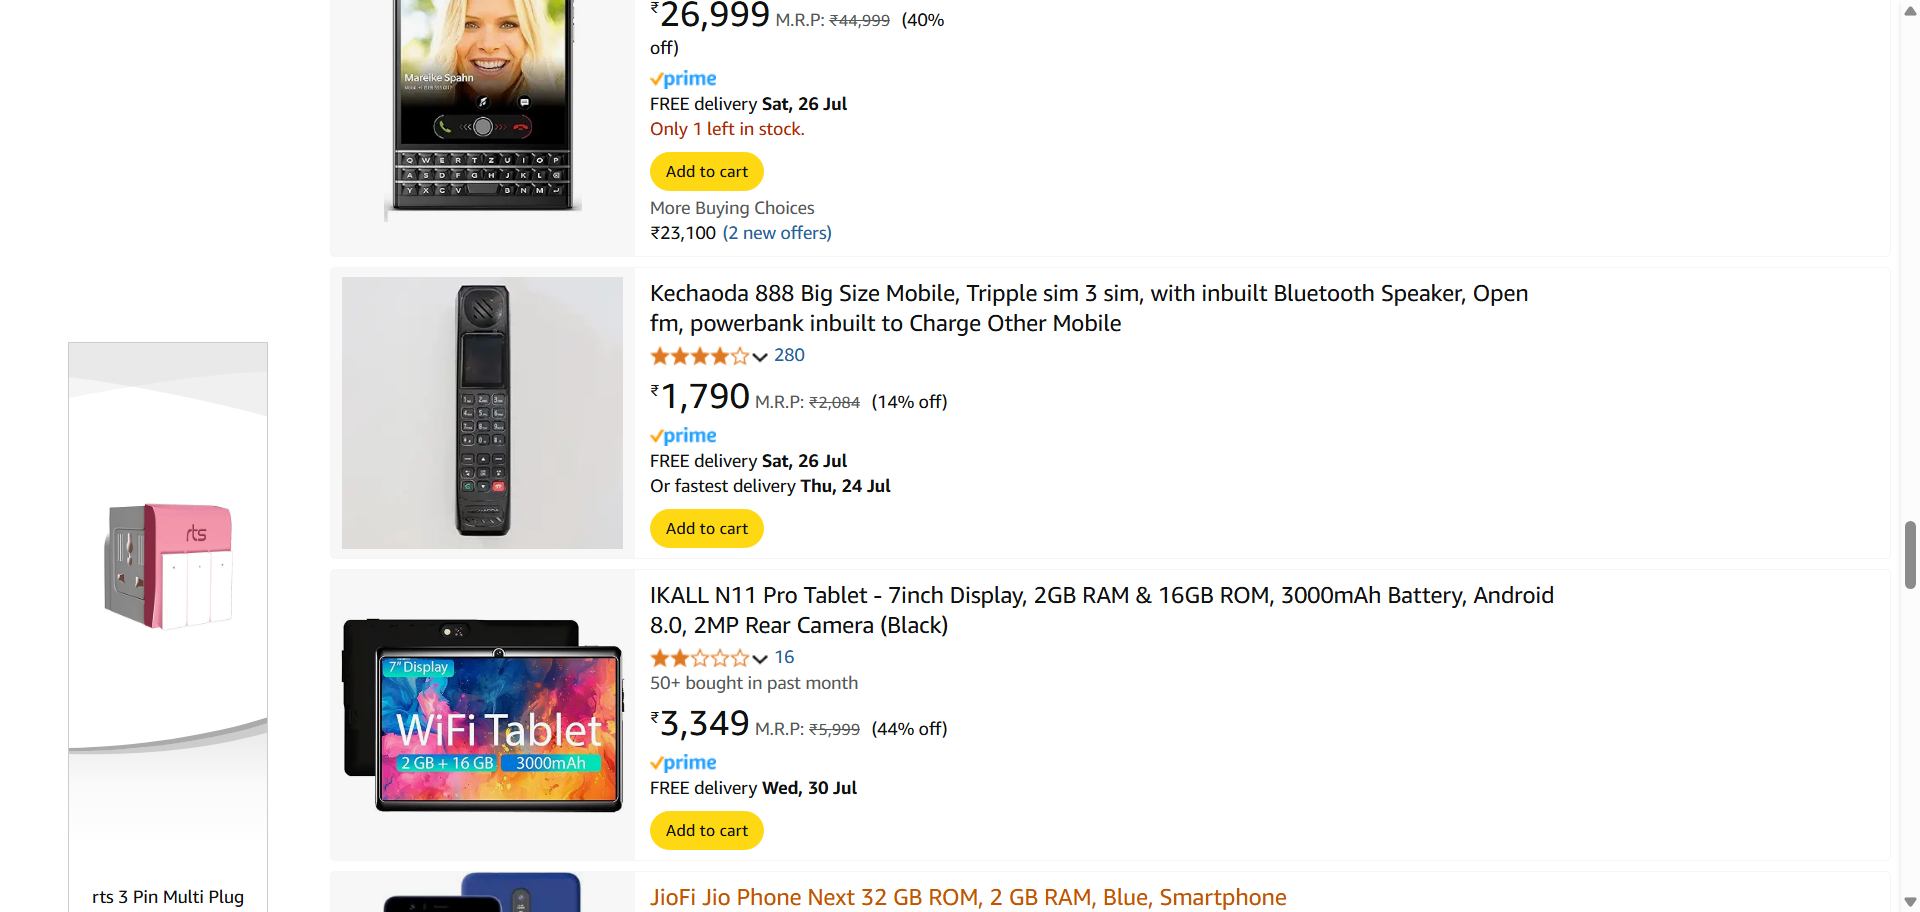 ₹26,999 M.R.P: ₹44,999 (40%
off)
prime
FREE delivery Sat, 26 Jul
Only 1 left in stock.
Add to cart
More Buying Choices
₹23,100 (2 new offers)
Mareike Spahn
Q W E R T Z U I O P
A S D F G H J K L
Y X C V B N M
Kechaoda 888 Big Size Mobile, Tripple sim 3 sim, with inbuilt Bluetooth Speaker, Open
fm, powerbank inbuilt to Charge Other Mobile
280
₹1,790 M.R.P: ₹2,084 (14% off)
prime
FREE delivery Sat, 26 Jul
Or fastest delivery Thu, 24 Jul
Add to cart
IKALL N11 Pro Tablet - 7inch Display, 2GB RAM & 16GB ROM, 3000mAh Battery, Android
8.0, 2MP Rear Camera (Black)
16
50+ bought in past month
₹3,349 M.R.P: ₹5,999 (44% off)
prime
FREE delivery Wed, 30 Jul
Add to cart
7" Display
WiFi Tablet
2 GB + 16 GB 3000mAh
JioFi Jio Phone Next 32 GB ROM, 2 GB RAM, Blue, Smartphone
rts
rts 3 Pin Multi Plug